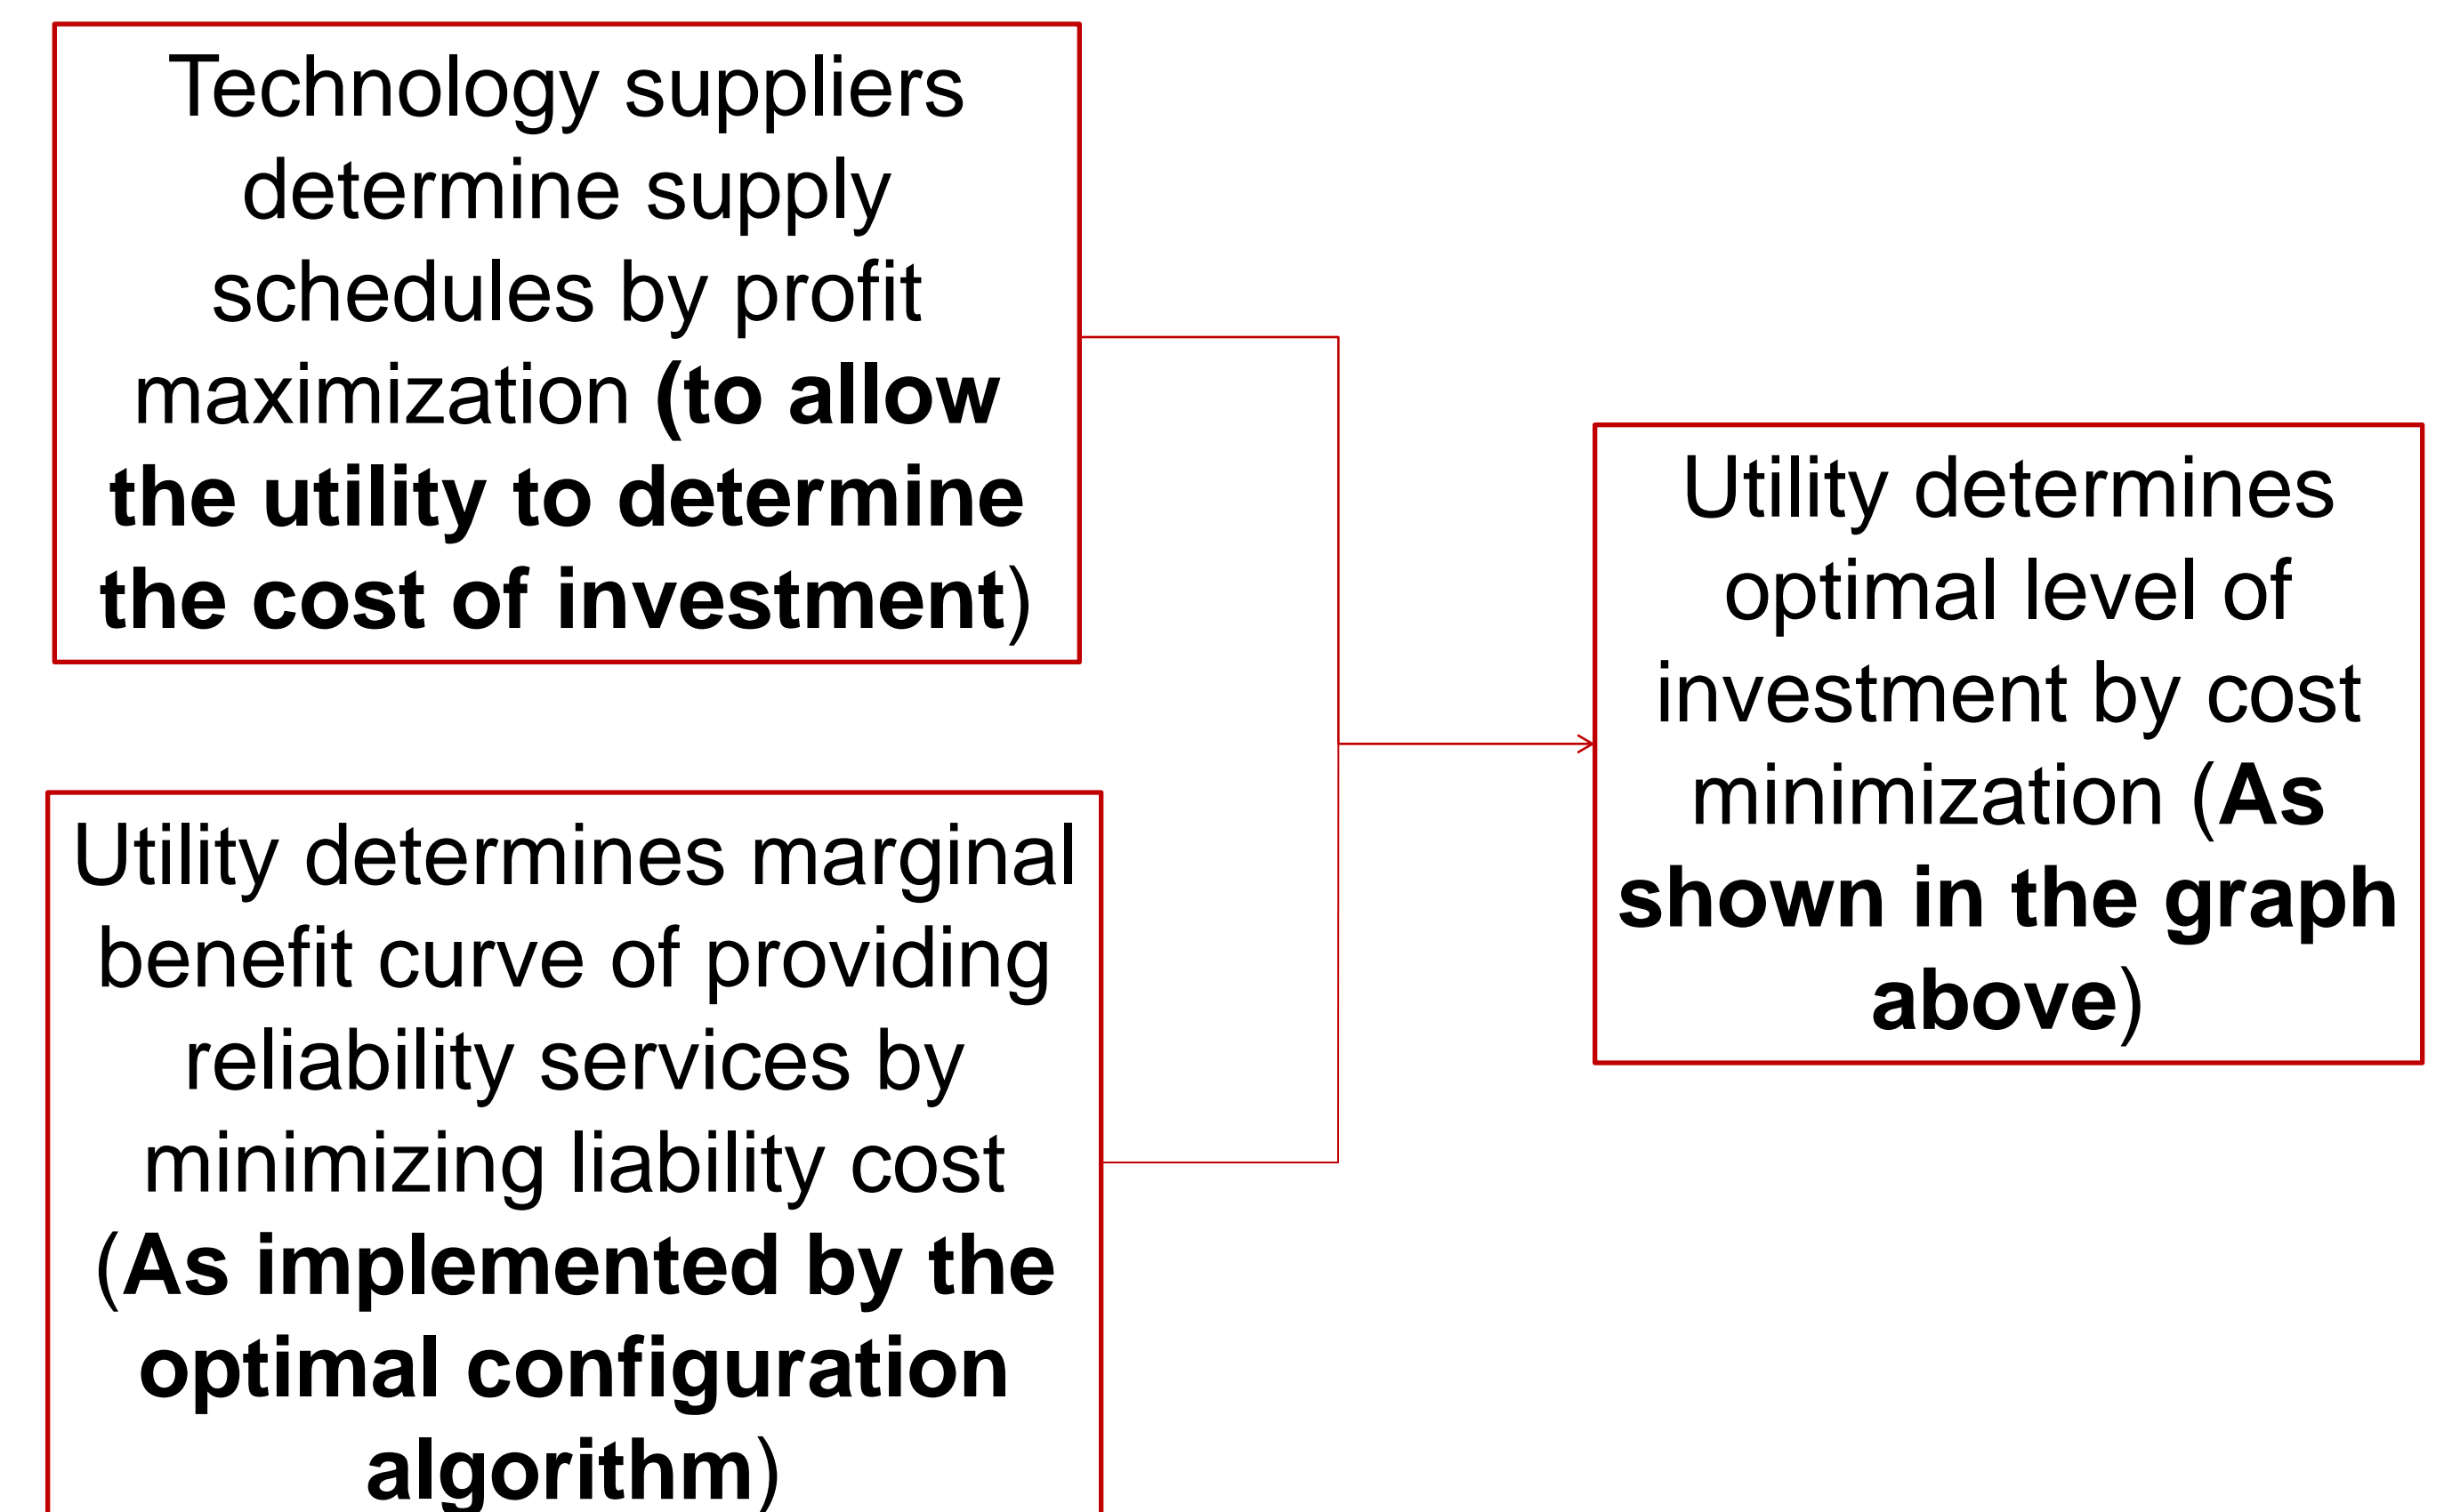 Technology suppliers
determine supply
schedules by profit
maximization (to allow
the utility to determine
the cost of investment)
Utility determines marginal
benefit curve of providing
reliability services by
minimizing liability cost
(As implemented by the
optimal configuration
algorithm)
Utility determines
optimal level of
investment by cost
minimization (As
shown in the graph
above)